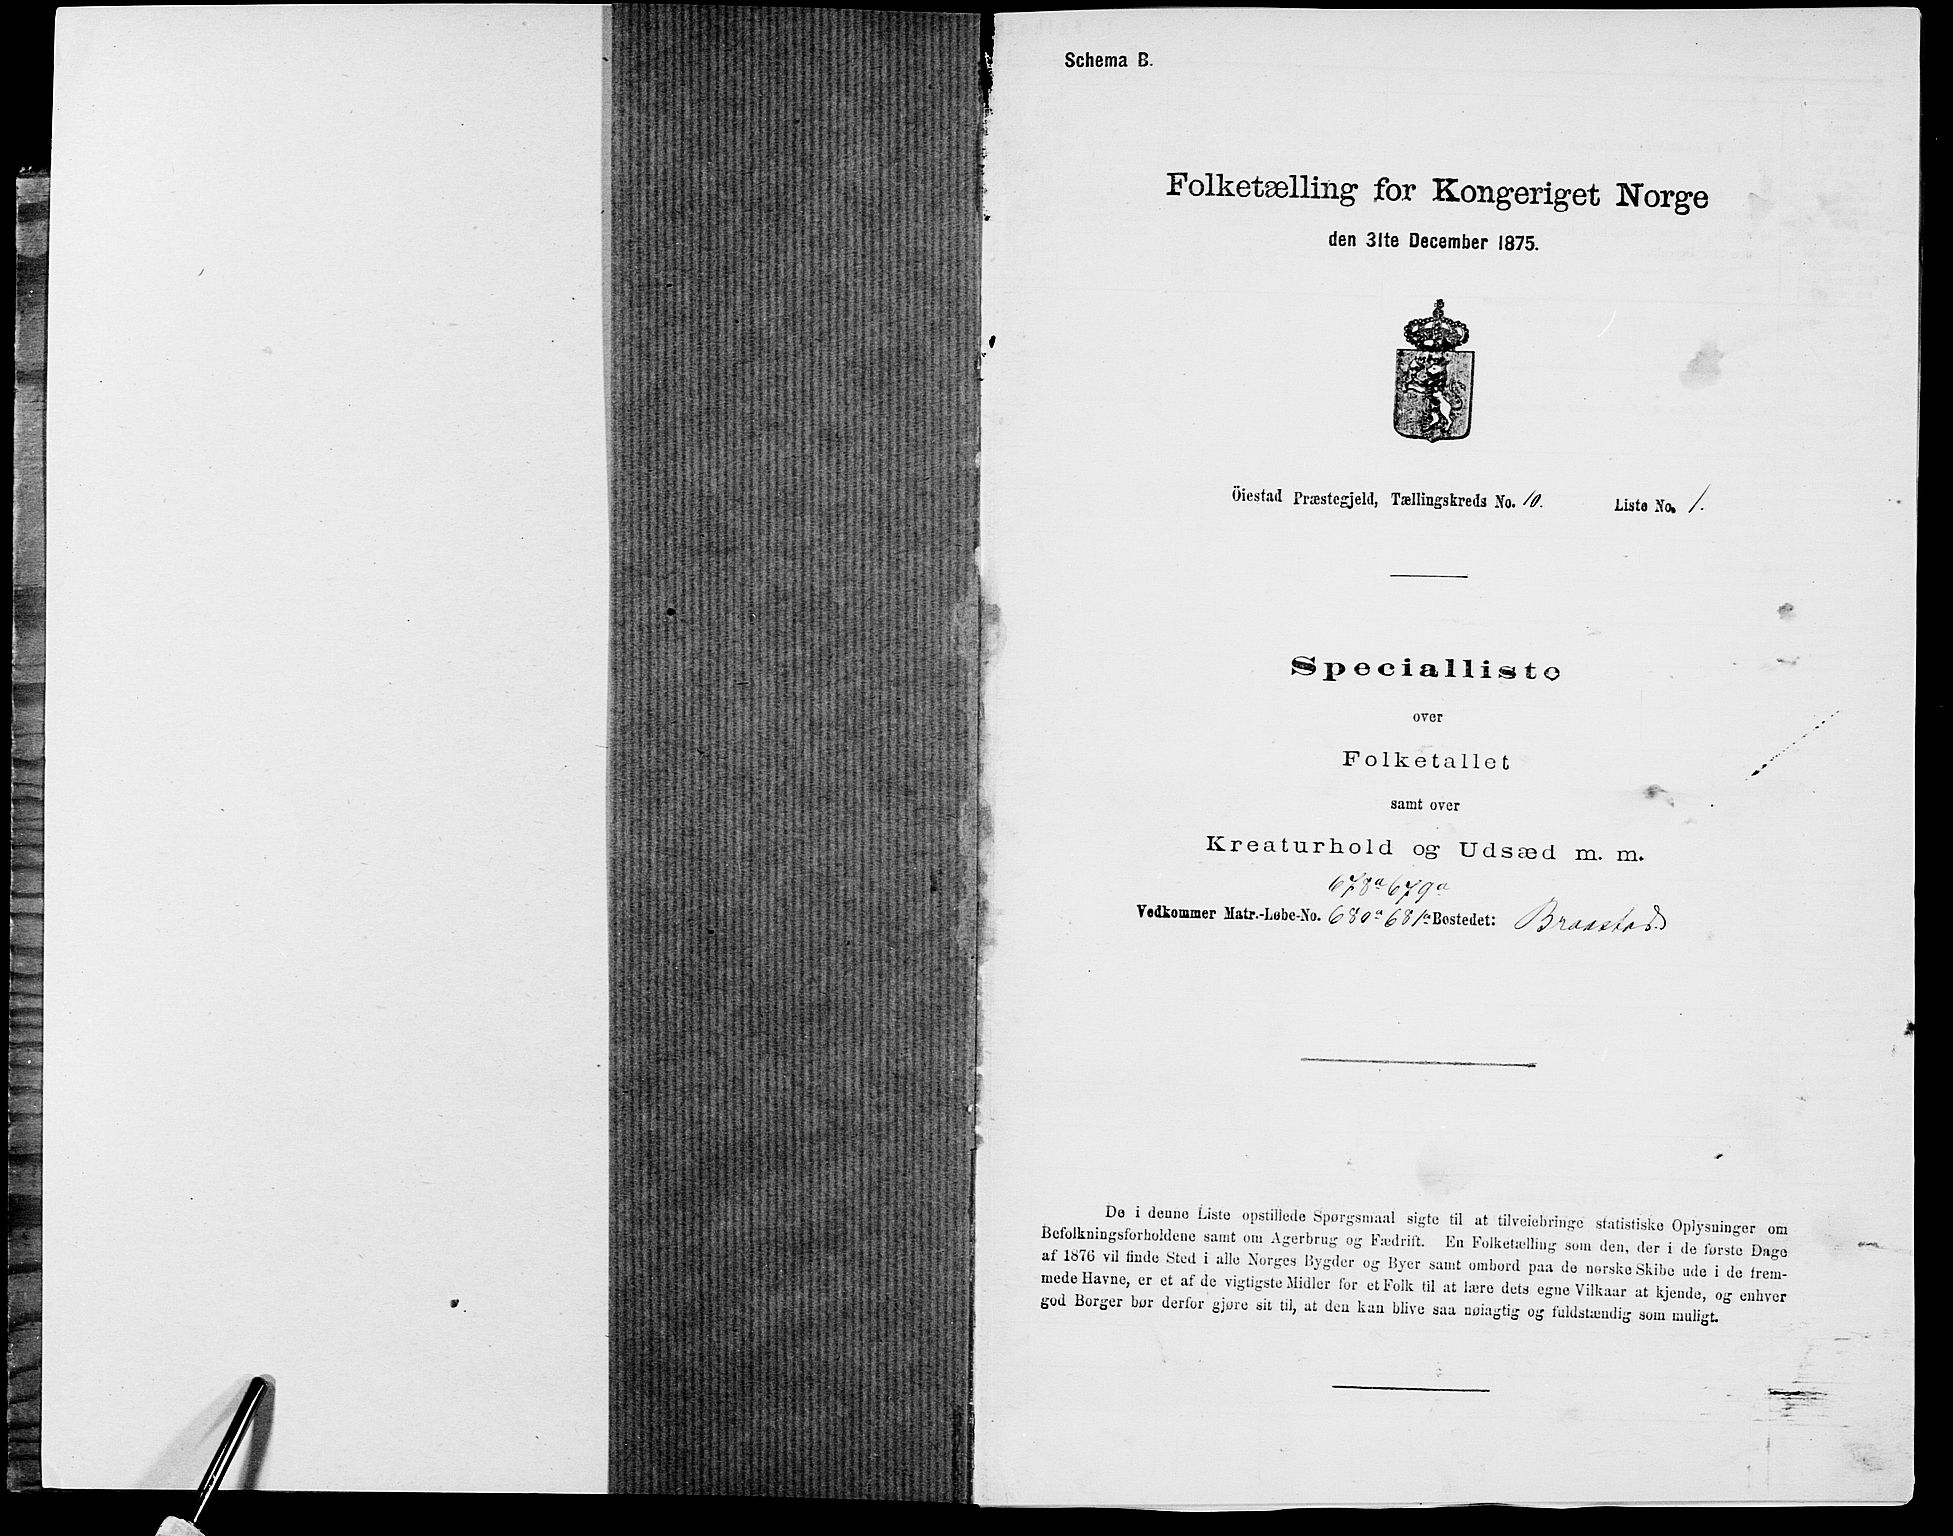 Schema B.
Folketælling for Kongeriget Norge
den 31te December 1875.
Öiestad Præstegjeld, Tællingskreds No. 10. Liste No. 1.
Specialliste
over
Folketallet
samt over
Kreaturhold og Udsæd m. m.
678a 679a
Vedkommer Matr.-Løbe-No. 680a 681a Bostedet: Braastad
De i denne Liste opstillede Spørgsmaal sigte til at tilveiebringe statistiske Oplysninger om
Befolkningsforholdene samt om Agerbrug og Fædrift. En Folketælling som den, der i de første Dage
af 1876 vil finde Sted i alle Norges Bygder og Byer samt ombord paa de norske Skibe ude i de frem-
mede Havne, er et af de vigtigste Midler for et Folk til at lære dets egne Vilkaar at kjende, og enhver
god Borger bør derfor gjøre sit til, at den kan blive saa nøiagtig og fuldstændig som muligt.